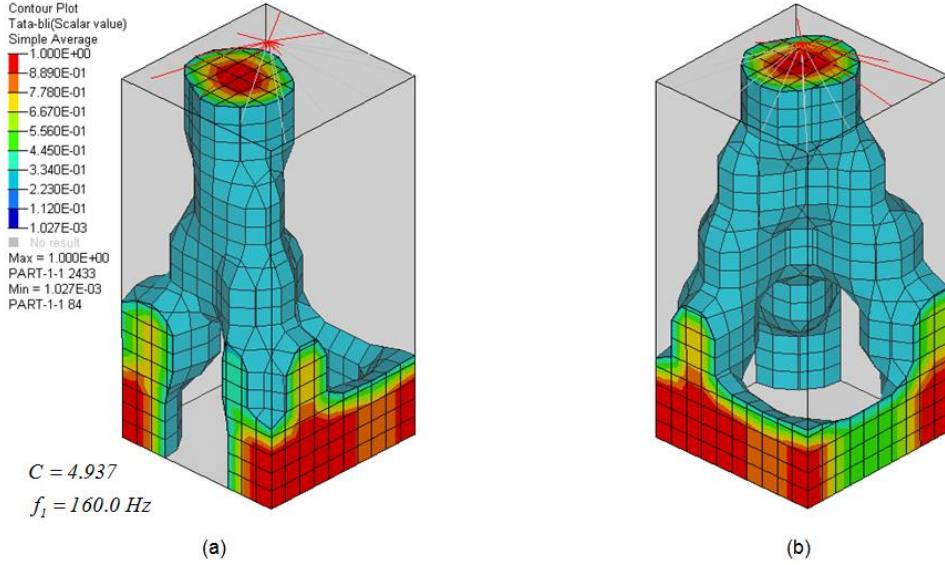 Contour Plot
Tata-bli(Scalar value)
Simple Average
1.000E+00
8.890E-01
7.780E-01
6.670E-01
5.560E-01
4.450E-01
3.340E-01
2.230E-01
1.120E-01
1.027E-03
No result
Max = 1.000E+00
PART-1-1 2433
Min = 1.027E-03
PART-1-1 84
C = 4.937
f₁ = 160.0 Hz
(a)
(b)